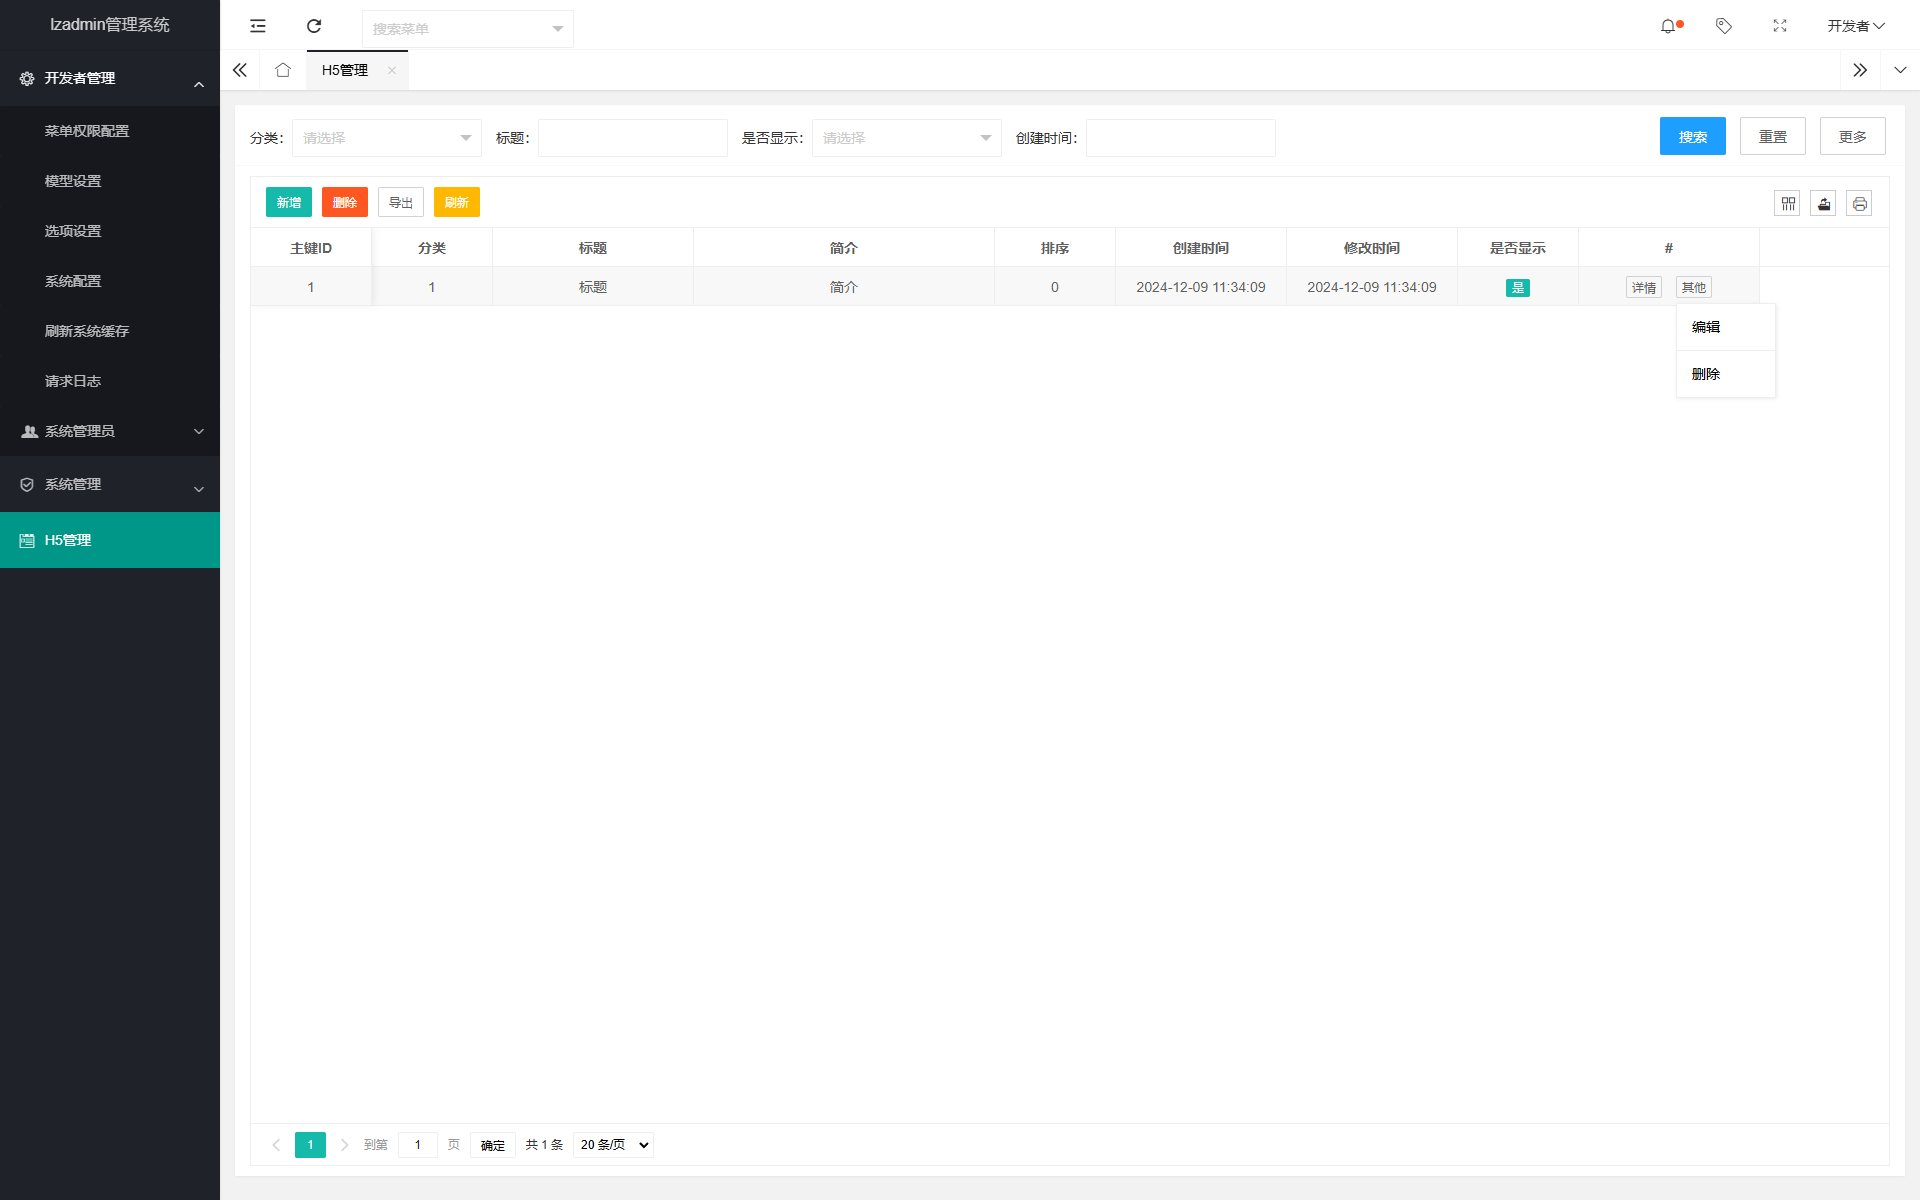 lzadmin管理系统
搜索菜单
开发者
开发者管理
菜单权限配置
模型设置
选项设置
系统配置
刷新系统缓存
请求日志
系统管理员
系统管理
H5管理
H5管理
分类：
请选择
标题：
是否显示：
请选择
创建时间：
搜索
重置
更多
新增
删除
导出
刷新
主键ID 分类 标题 简介 排序 创建时间 修改时间 是否显示 #
1 1 标题 简介 0 2024-12-09 11:34:09 2024-12-09 11:34:09 是 详情 其他
编辑
删除
1 到第 1 页 确定 共 1 条 20 条/页